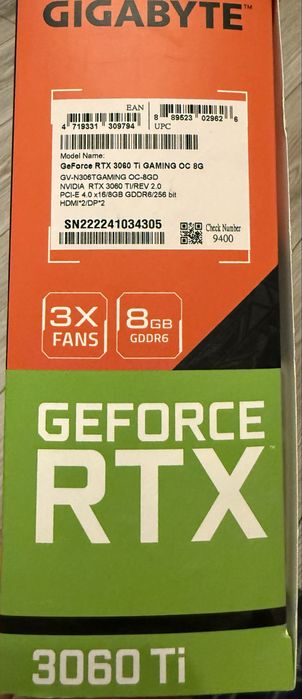 GIGABYTE™
EAN
4 719331 309794
8 89523 02962 6
UPC
Model Name:
GeForce RTX 3060 Ti GAMING OC 8G
GV-N306TGAMING OC-8GD
NVIDIA RTX 3060 TI/REV 2.0
PCI-E 4.0 x16/8GB GDDR6/256 bit
HDMI*2/DP*2
SN222241034305
Check Number
9400
3X
FANS
8GB
GDDR6
GEFORCE
RTX™
3060 Ti